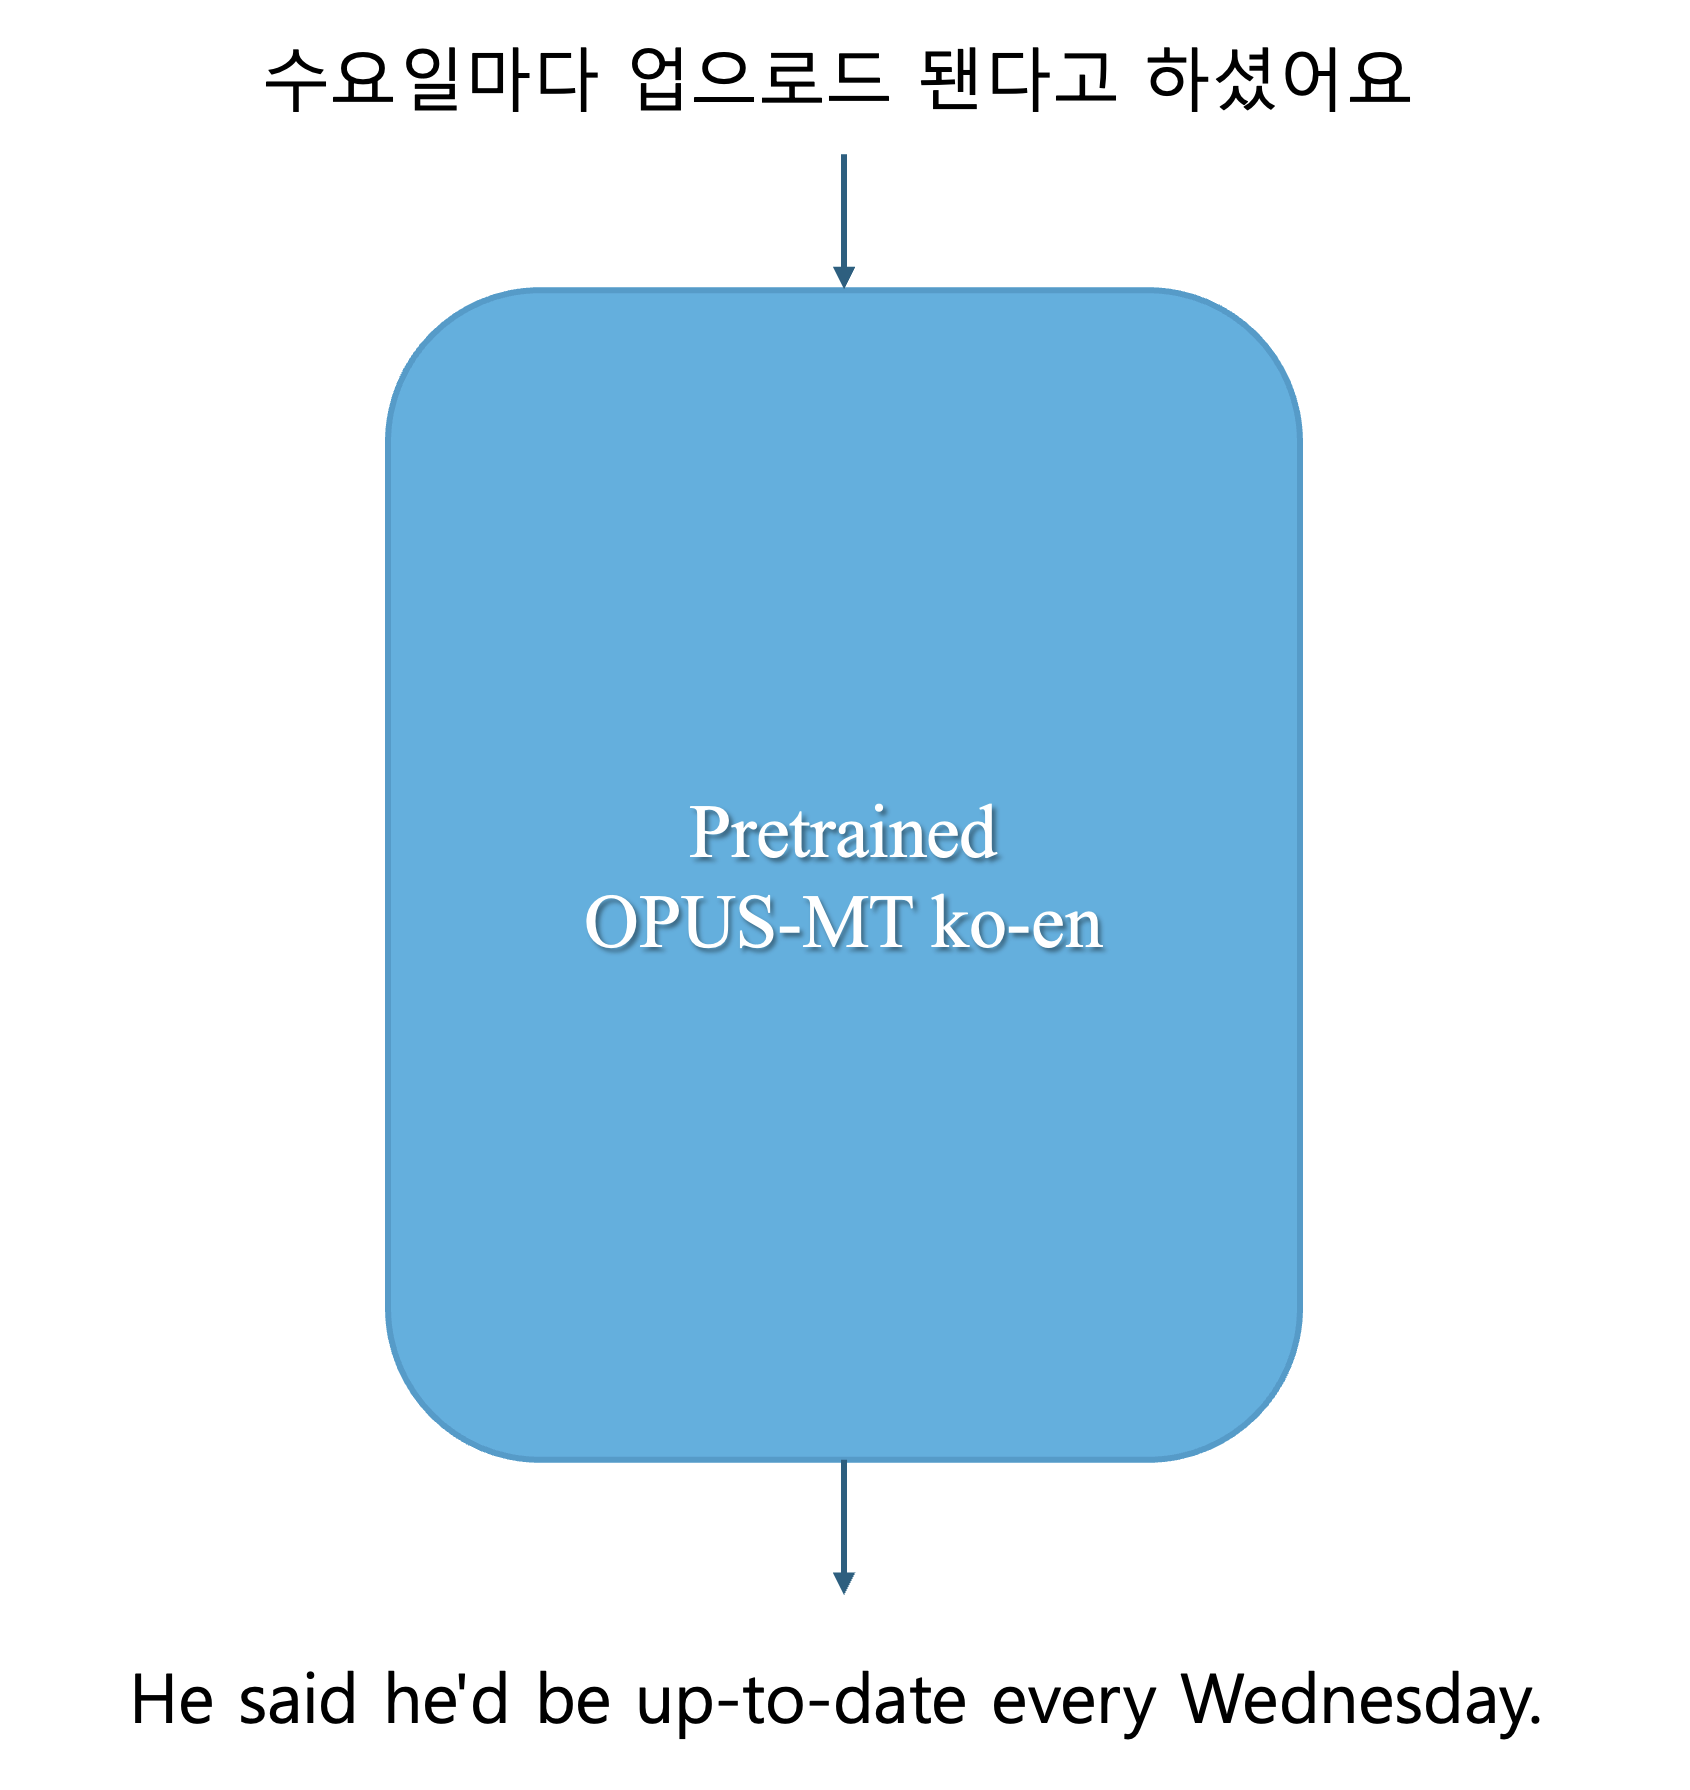 수요일마다 업으로드 됀다고 하셨어요
Pretrained
OPUS-MT ko-en
He said he'd be up-to-date every Wednesday.